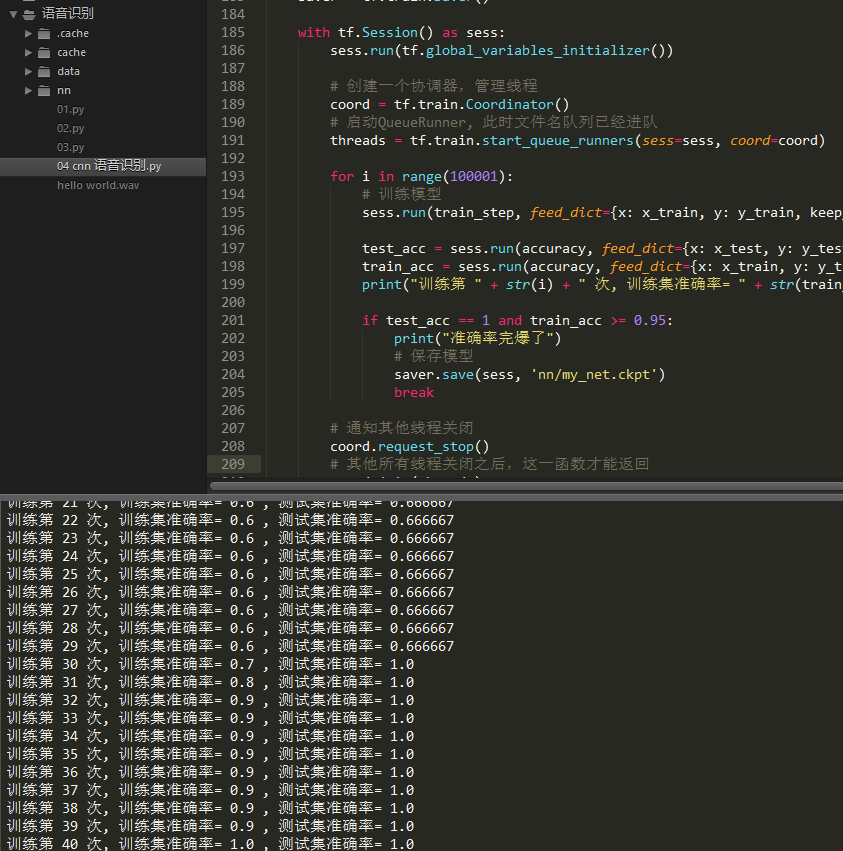 语音识别
.cache
cache
data
nn
01.py
02.py
03.py
04 cnn 语音识别.py
hello world.wav
184
185 with tf.Session() as sess:
186 sess.run(tf.global_variables_initializer())
187
188 # 创建一个协调器，管理线程
189 coord = tf.train.Coordinator()
190 # 启动QueueRunner, 此时文件名队列已经进队
191 threads = tf.train.start_queue_runners(sess=sess, coord=coord)
192
193 for i in range(100001):
194 # 训练模型
195 sess.run(train_step, feed_dict={x: x_train, y: y_train, keep_
196
197 test_acc = sess.run(accuracy, feed_dict={x: x_test, y: y_tes
198 train_acc = sess.run(accuracy, feed_dict={x: x_train, y: y_t
199 print("训练第 " + str(i) + " 次, 训练集准确率= " + str(train_
200
201 if test_acc == 1 and train_acc >= 0.95:
202 print("准确率完爆了")
203 # 保存模型
204 saver.save(sess, 'nn/my_net.ckpt')
205 break
206
207 # 通知其他线程关闭
208 coord.request_stop()
209 # 其他所有线程关闭之后，这一函数才能返回
训练第 21 次, 训练集准确率= 0.6 , 测试集准确率= 0.666667
训练第 22 次, 训练集准确率= 0.6 , 测试集准确率= 0.666667
训练第 23 次, 训练集准确率= 0.6 , 测试集准确率= 0.666667
训练第 24 次, 训练集准确率= 0.6 , 测试集准确率= 0.666667
训练第 25 次, 训练集准确率= 0.6 , 测试集准确率= 0.666667
训练第 26 次, 训练集准确率= 0.6 , 测试集准确率= 0.666667
训练第 27 次, 训练集准确率= 0.6 , 测试集准确率= 0.666667
训练第 28 次, 训练集准确率= 0.6 , 测试集准确率= 0.666667
训练第 29 次, 训练集准确率= 0.6 , 测试集准确率= 0.666667
训练第 30 次, 训练集准确率= 0.7 , 测试集准确率= 1.0
训练第 31 次, 训练集准确率= 0.8 , 测试集准确率= 1.0
训练第 32 次, 训练集准确率= 0.9 , 测试集准确率= 1.0
训练第 33 次, 训练集准确率= 0.9 , 测试集准确率= 1.0
训练第 34 次, 训练集准确率= 0.9 , 测试集准确率= 1.0
训练第 35 次, 训练集准确率= 0.9 , 测试集准确率= 1.0
训练第 36 次, 训练集准确率= 0.9 , 测试集准确率= 1.0
训练第 37 次, 训练集准确率= 0.9 , 测试集准确率= 1.0
训练第 38 次, 训练集准确率= 0.9 , 测试集准确率= 1.0
训练第 39 次, 训练集准确率= 0.9 , 测试集准确率= 1.0
训练第 40 次, 训练集准确率= 1.0 , 测试集准确率= 1.0